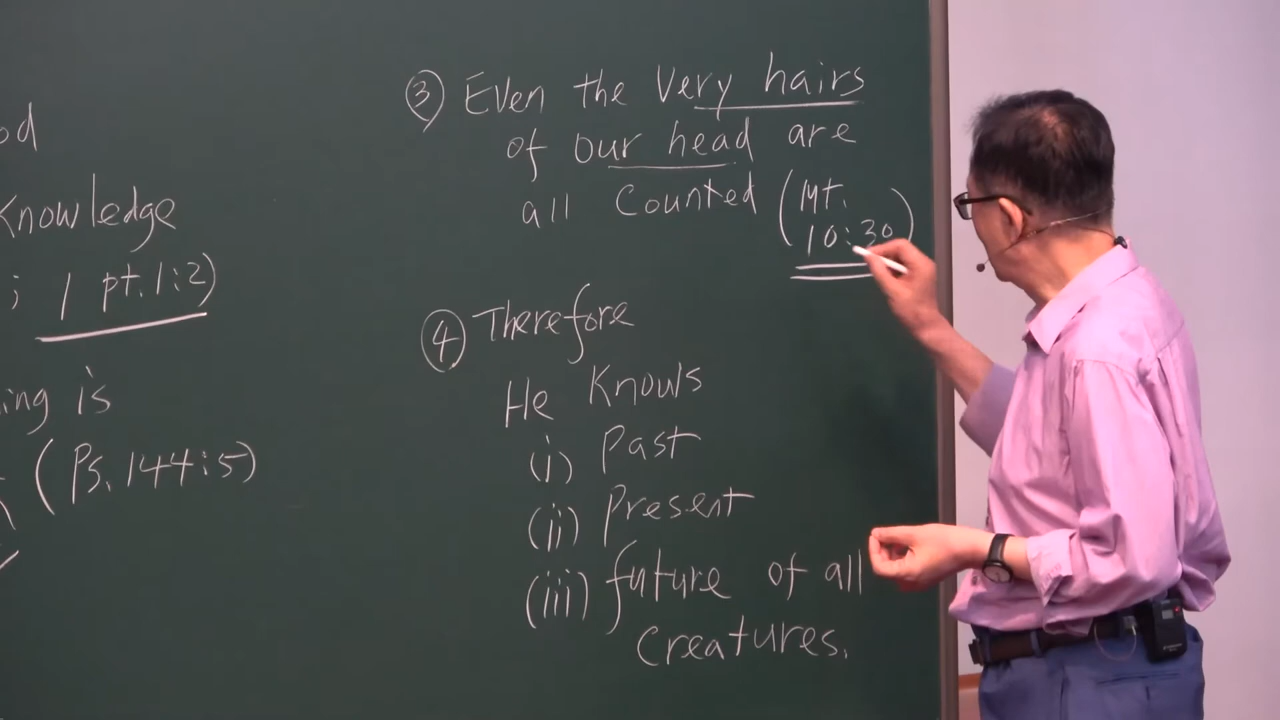 od
Knowledge
; 1 pt. 1:2)
ing is
(Ps. 144:5)
③ Even the very hairs
of our head are
all counted (Mt.
10:30)
④ Therefore
He Knows
(i) Past
(ii) Present
(iii) future of all
creatures.